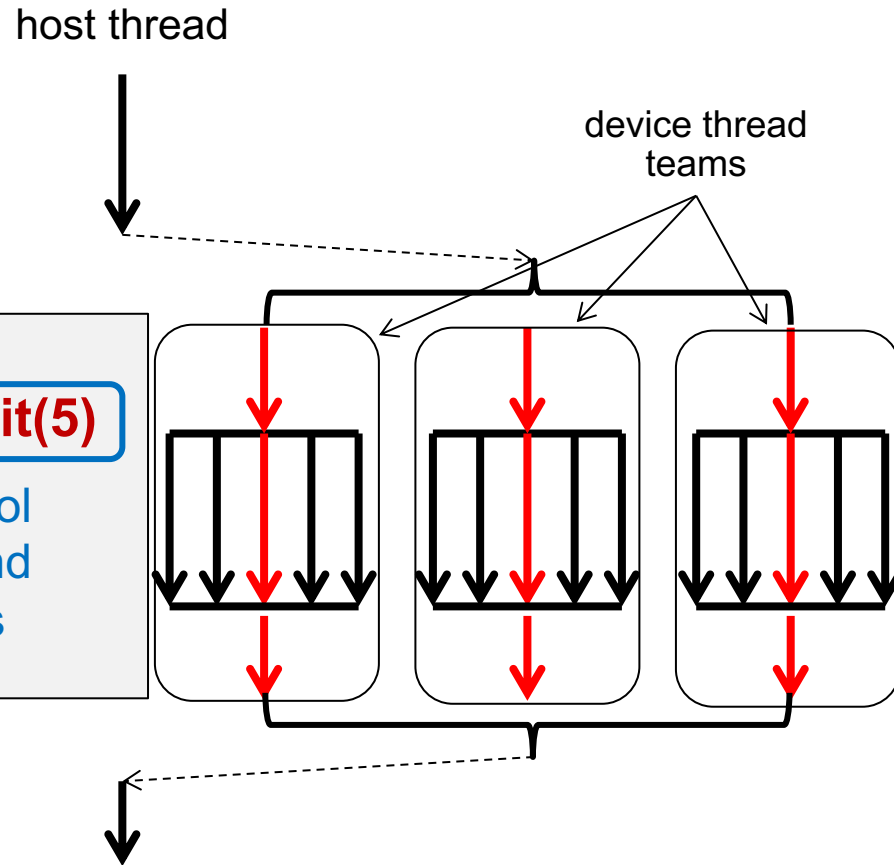 host thread
device thread
teams
it(5)
ol
nd
s